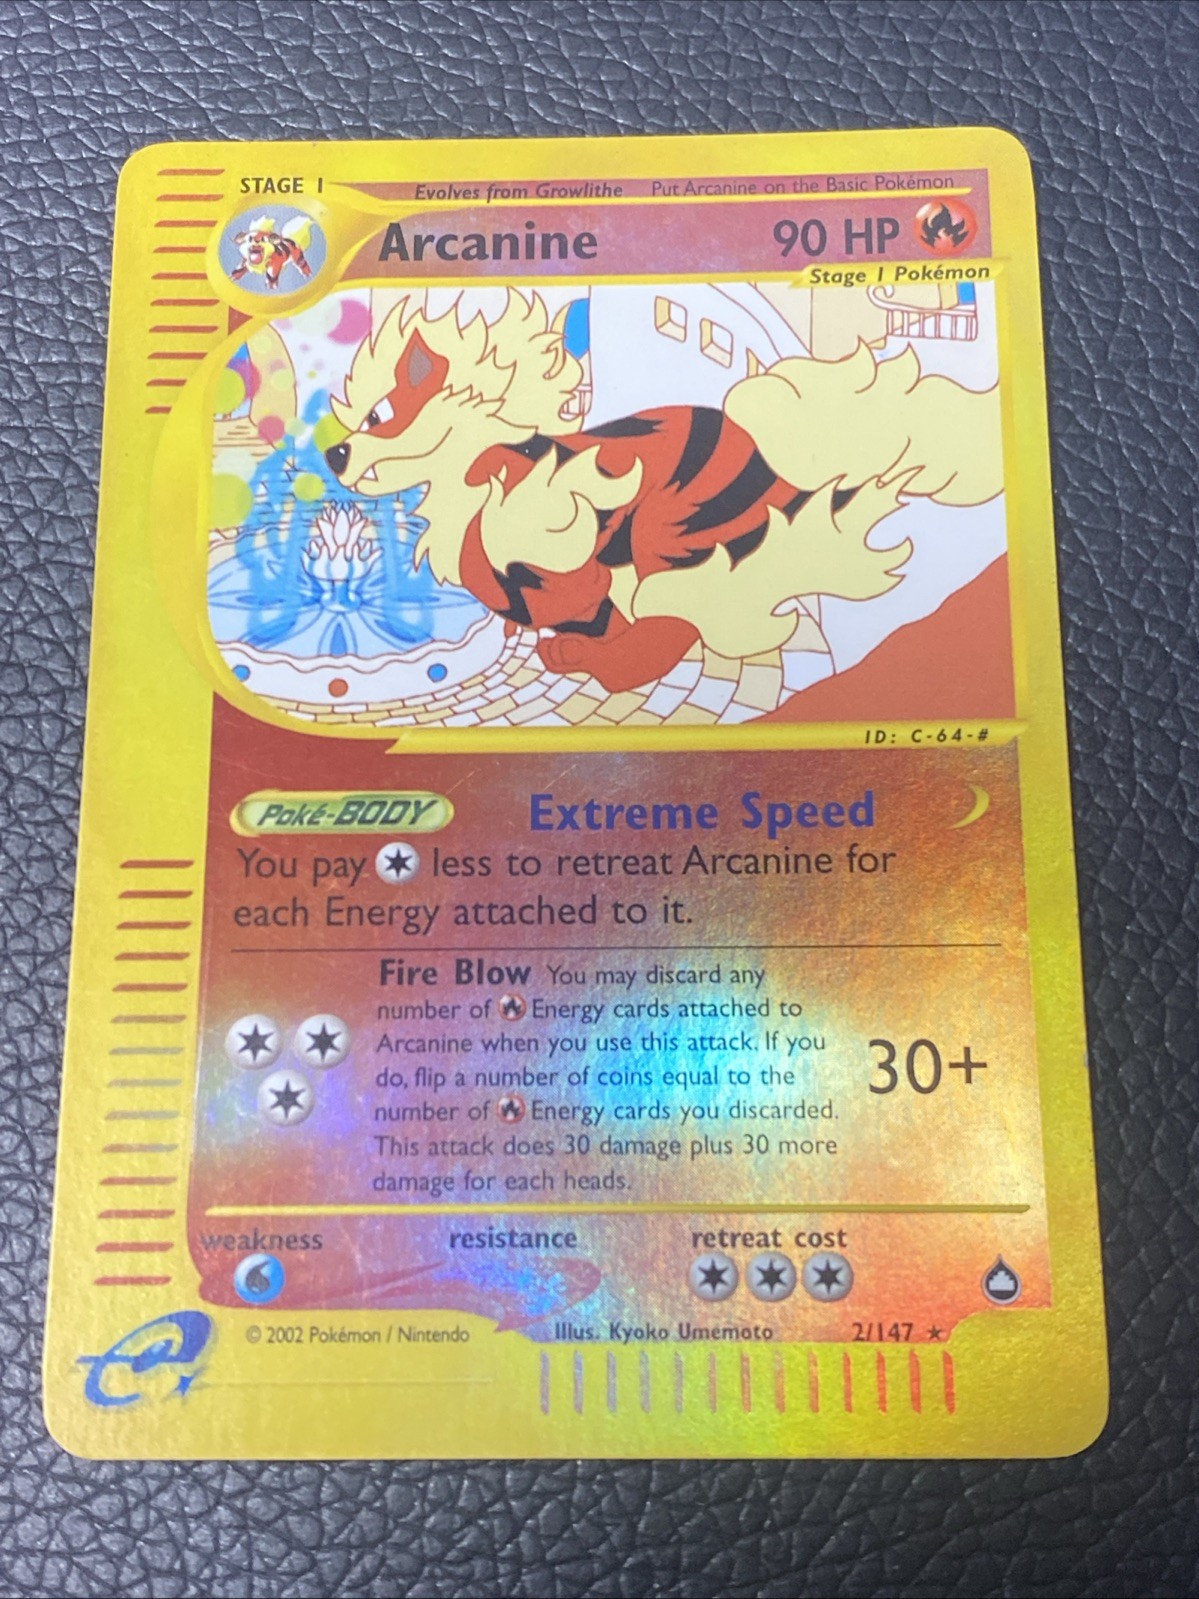 STAGE 1
Evolves from Growlithe Put Arcanine on the Basic Pokémon
Arcanine 90 HP
Stage 1 Pokémon
ID: C-64-#
Poké-BODY Extreme Speed
You pay less to retreat Arcanine for
each Energy attached to it.
Fire Blow You may discard any
number of Energy cards attached to
Arcanine when you use this attack. If you
do, flip a number of coins equal to the
number of Energy cards you discarded.
This attack does 30 damage plus 30 more
damage for each heads.
30+
weakness resistance retreat cost
© 2002 Pokémon / Nintendo Illus. Kyoko Umemoto 2/147 ★
e